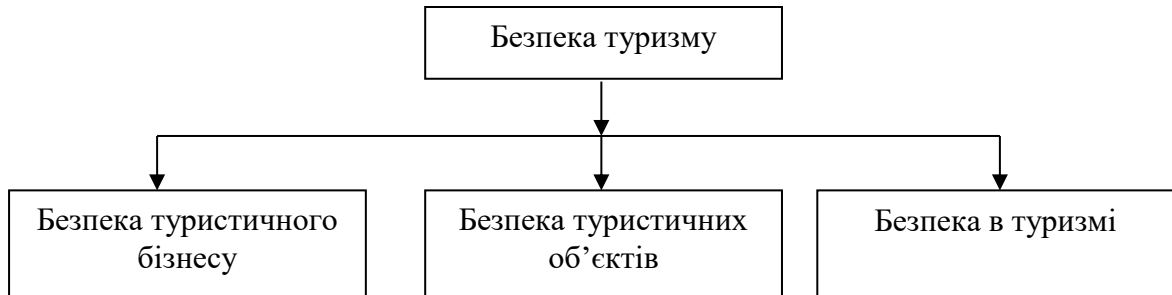 Безпека туризму
Безпека туристичного
бізнесу
Безпека туристичних
об’єктів
Безпека в туризмі